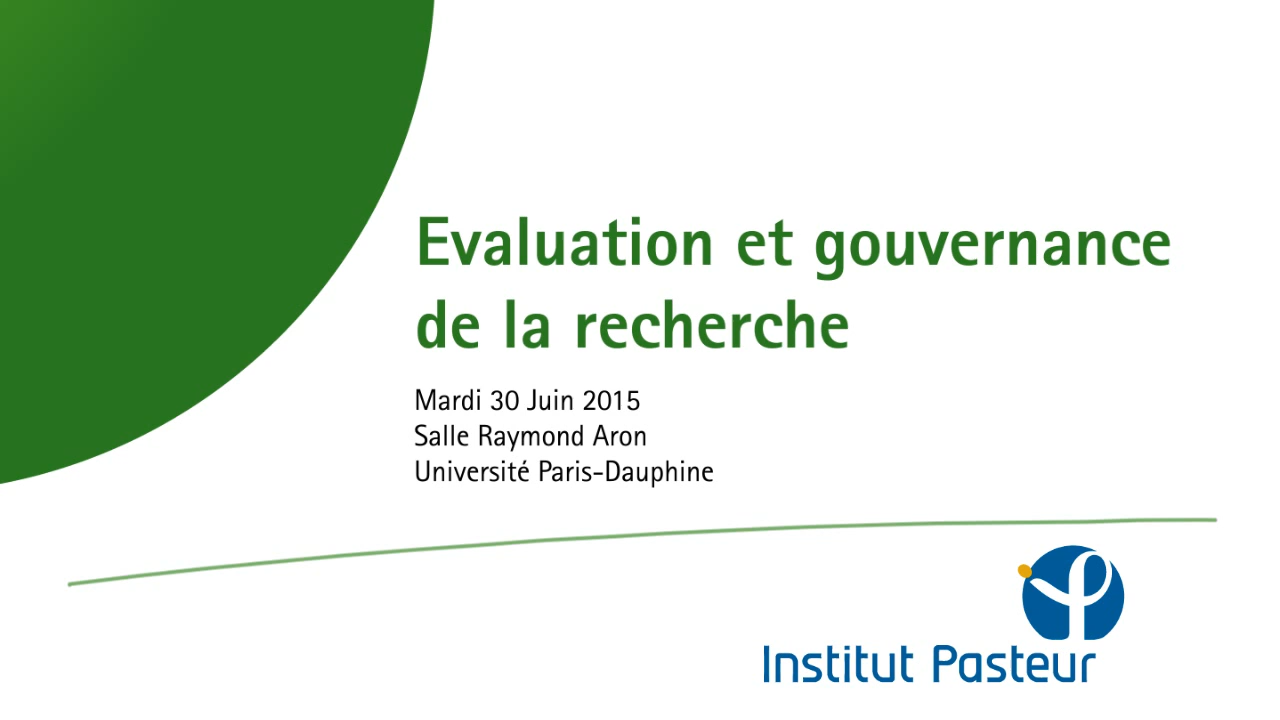 Evaluation et gouvernance
de la recherche
Mardi 30 Juin 2015
Salle Raymond Aron
Université Paris-Dauphine
Institut Pasteur